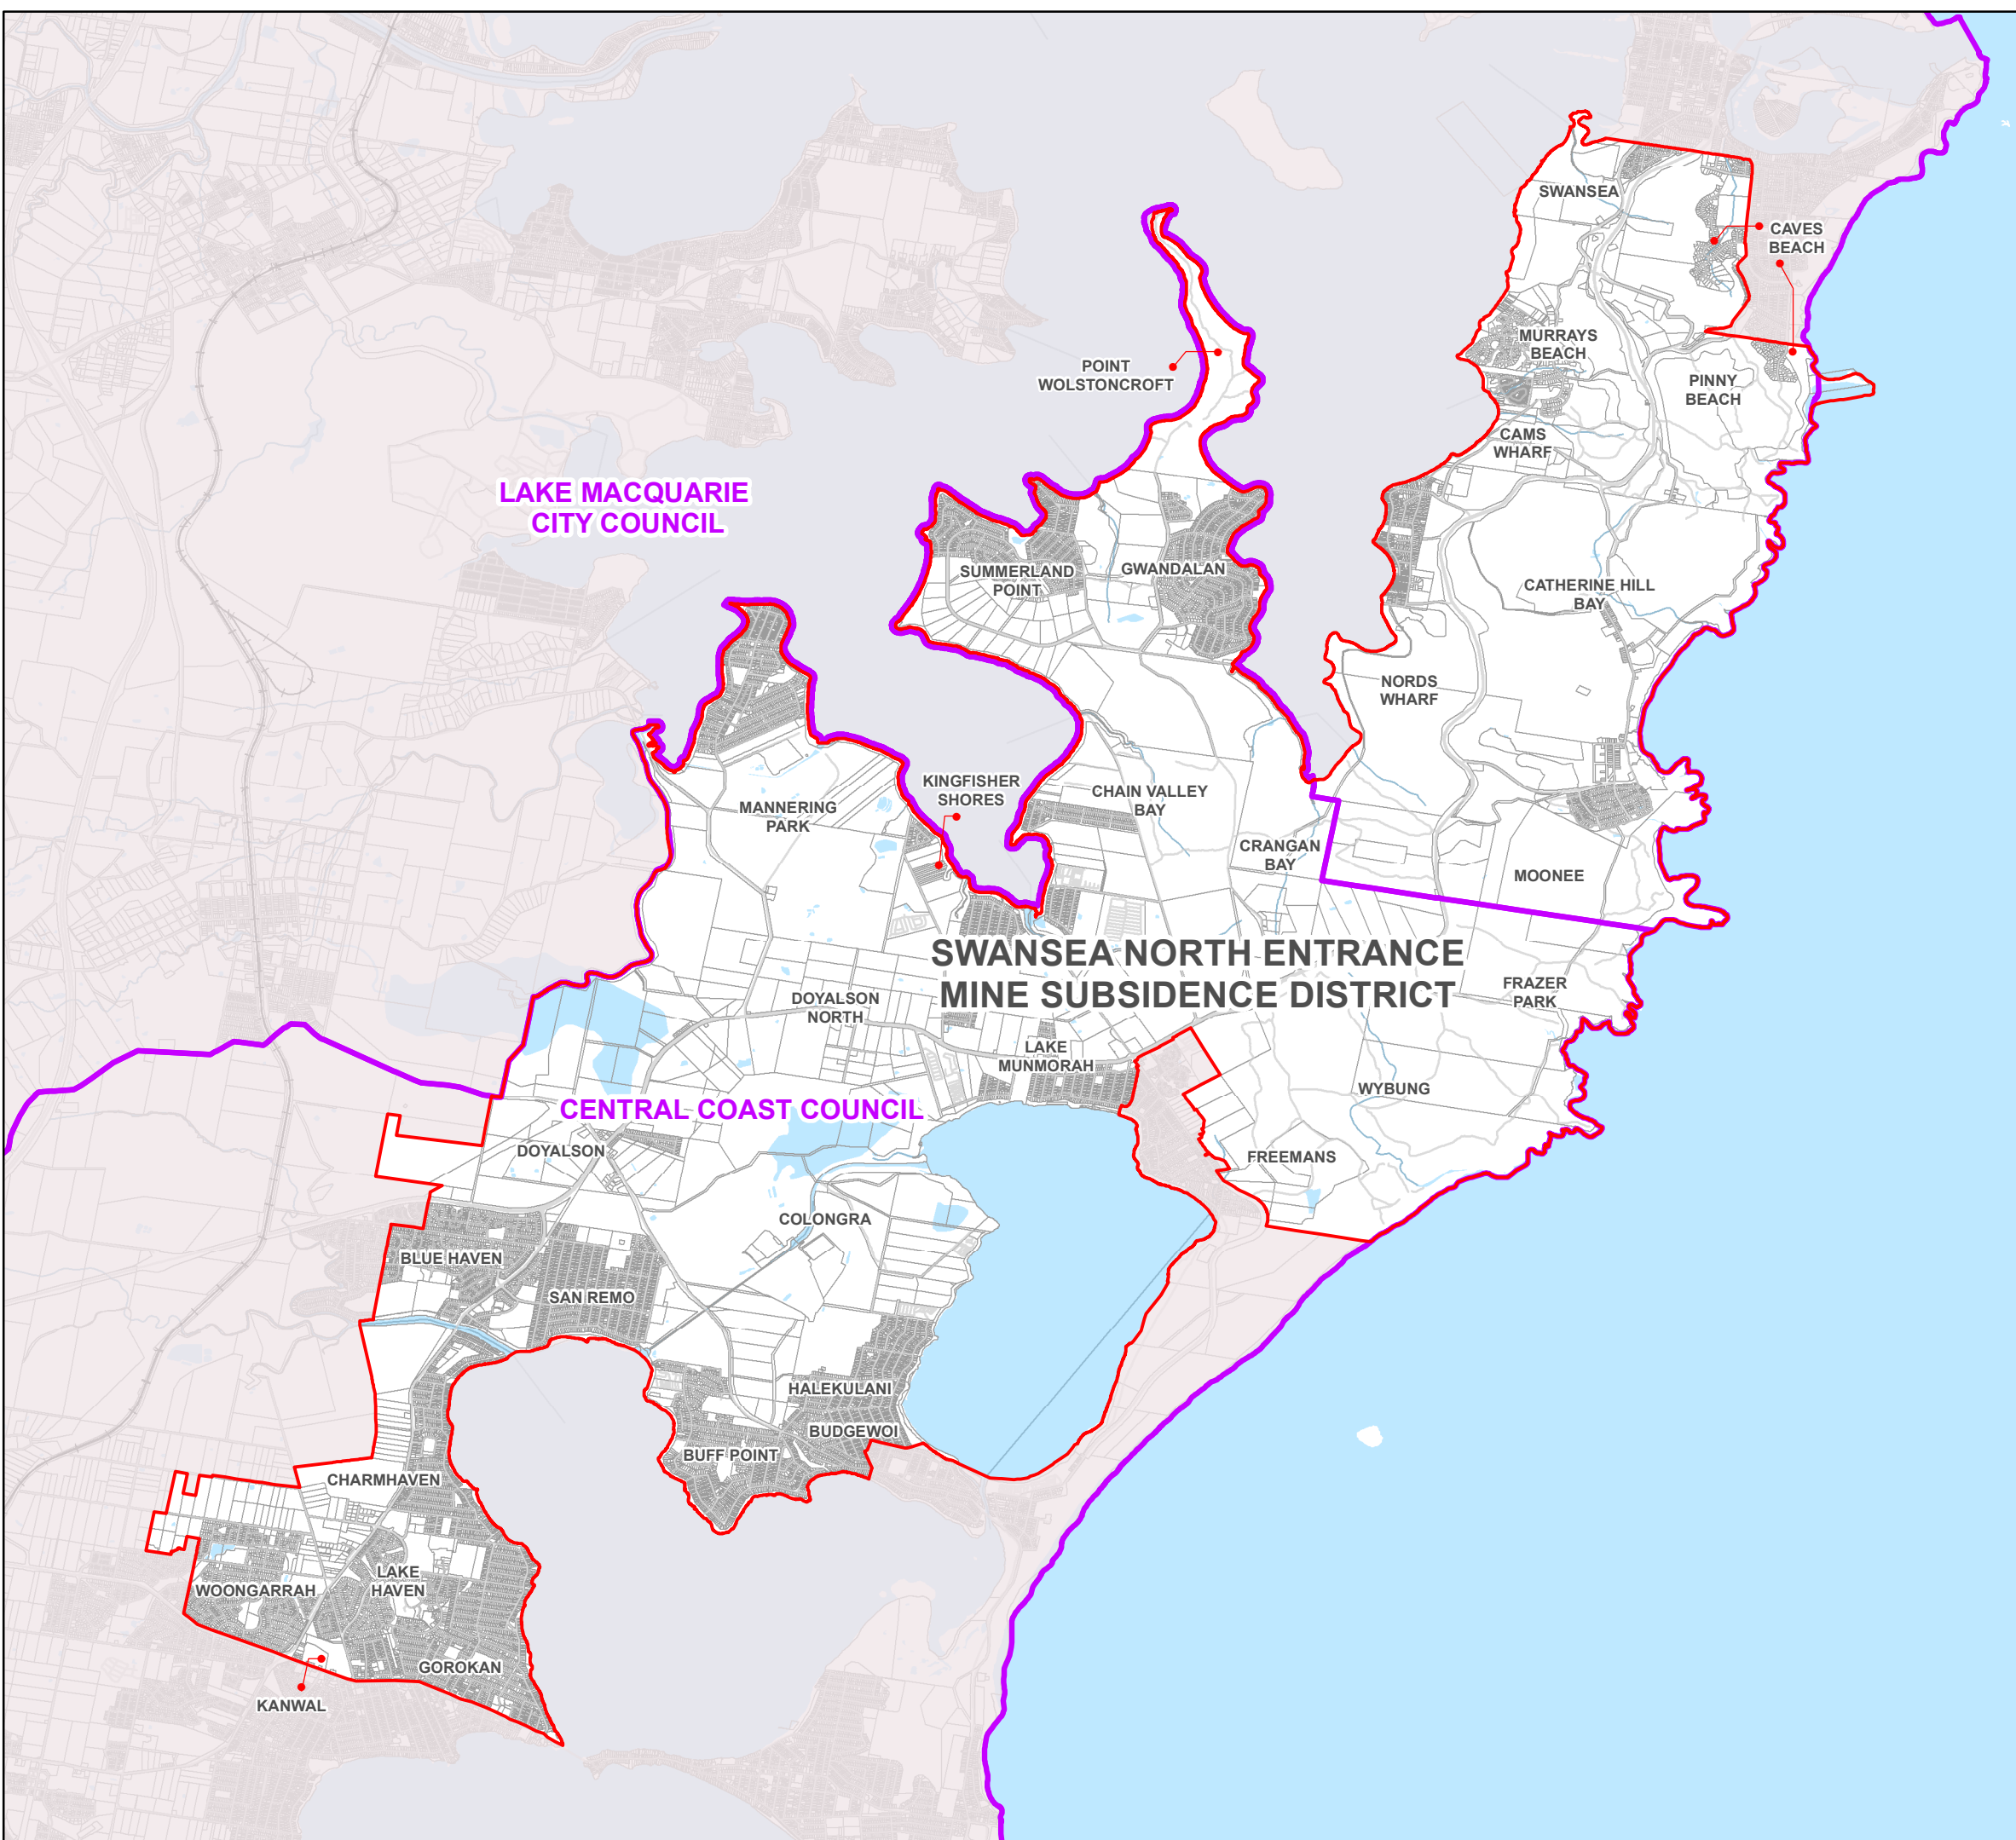 SWANSEA
CAVES
BEACH
MURRAYS
BEACH
POINT
WOLSTONCROFT
PINNY
BEACH
CAMS
WHARF
LAKE MACQUARIE
CITY COUNCIL
SUMMERLAND
POINT
GWANDALAN
CATHERINE HILL
BAY
NORDS
WHARF
KINGFISHER
SHORES
CHAIN VALLEY
BAY
MANNERING
PARK
CRANGAN
BAY
MOONEE
SWANSEA NORTH ENTRANCE
MINE SUBSIDENCE DISTRICT
FRAZER
PARK
DOYALSON
NORTH
LAKE
MUNMORAH
WYBUNG
CENTRAL COAST COUNCIL
DOYALSON
FREEMANS
COLONGRA
BLUE HAVEN
SAN REMO
HALEKULANI
BUDGEWOI
BUFF POINT
CHARMHAVEN
LAKE
HAVEN
WOONGARRAH
GOROKAN
KANWAL